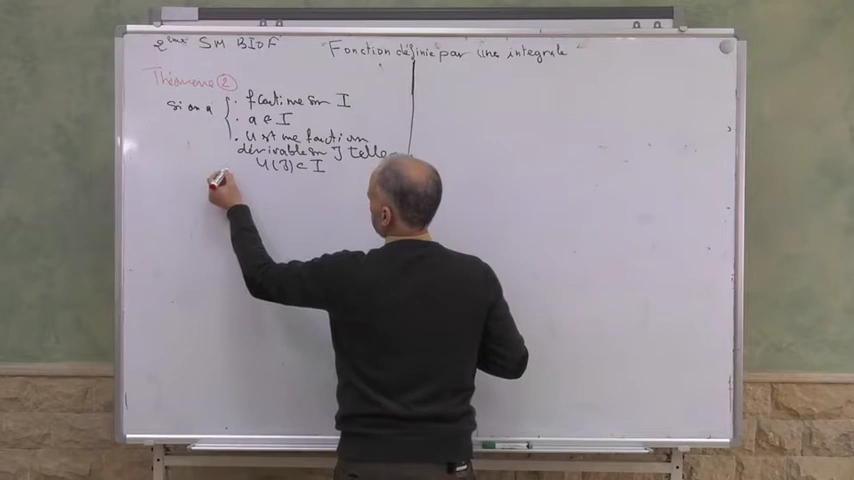 2ème SM BIOF
Fonction définie par une intégrale
Théorème 2
Si on a
• f continue sur I
• a ∈ I
• U est une fonction
dérivable sur J telle
U(J) ⊂ I